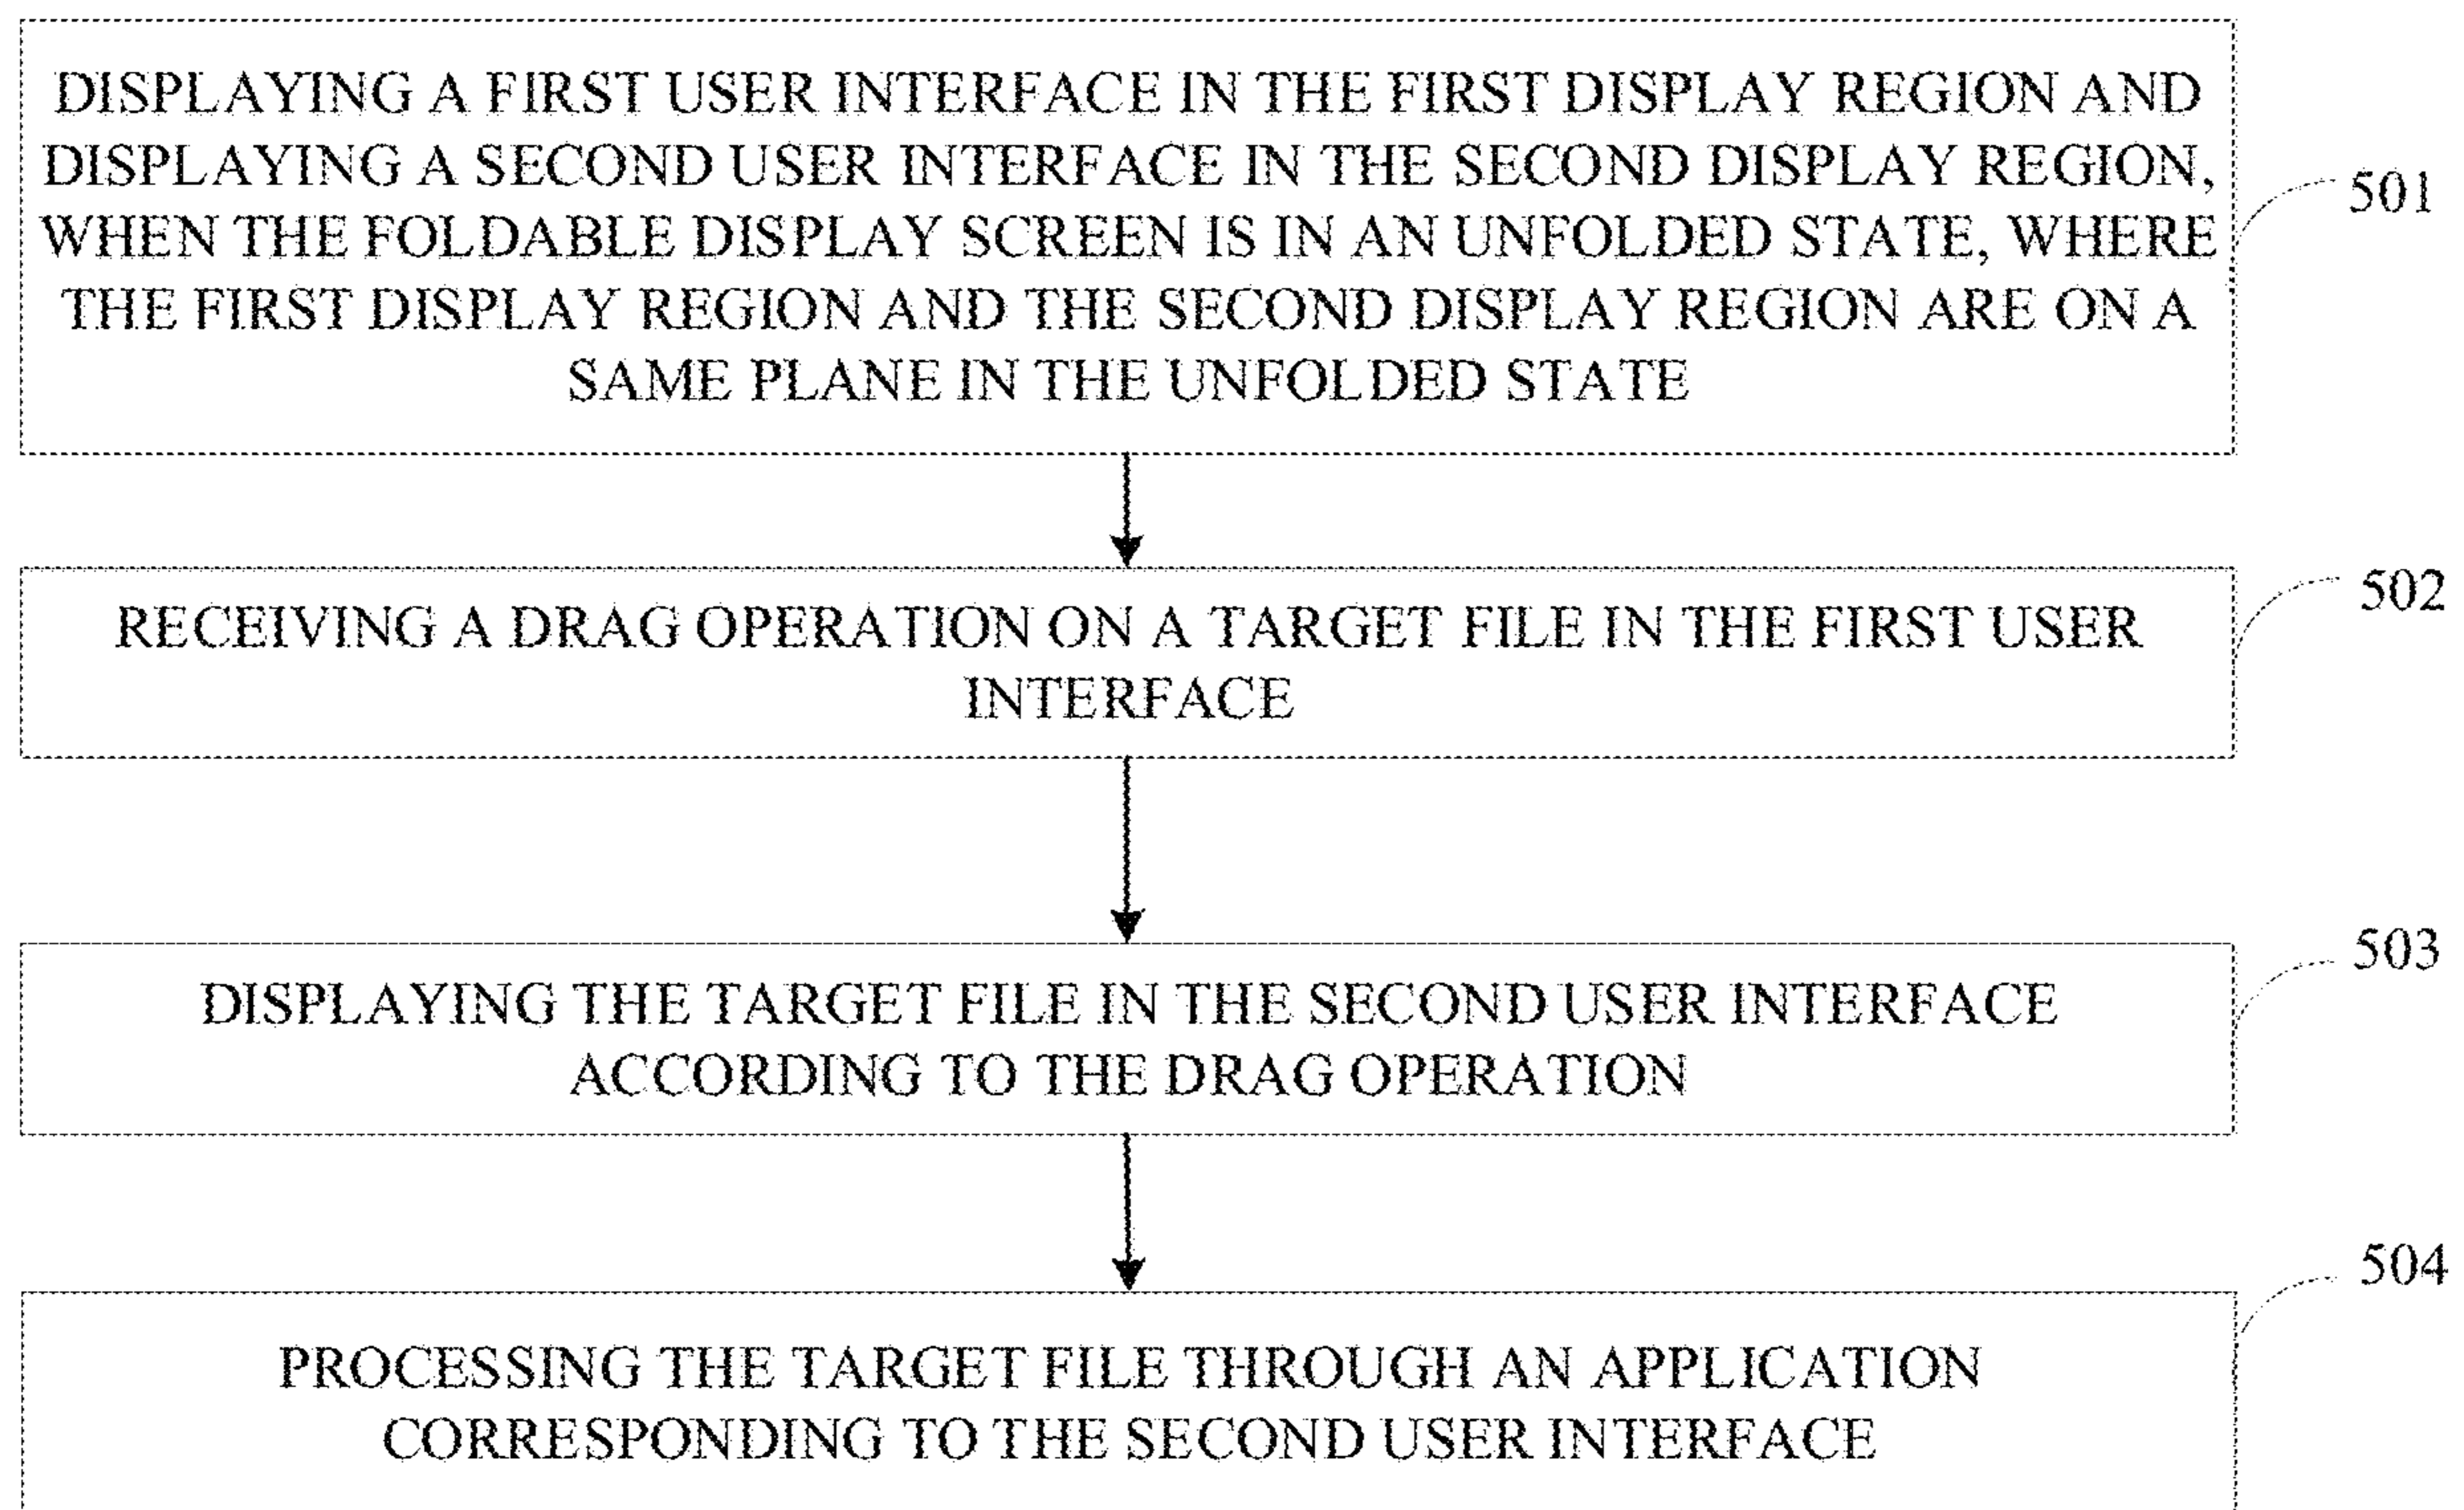 DISPLAYING A FIRST USER INTERFACE IN THE FIRST DISPLAY REGION AND
DISPLAYING A SECOND USER INTERFACE IN THE SECOND DISPLAY REGION,
WHEN THE FOLDABLE DISPLAY SCREEN IS IN AN UNFOLDED STATE, WHERE
THE FIRST DISPLAY REGION AND THE SECOND DISPLAY REGION ARE ON A
SAME PLANE IN THE UNFOLDED STATE
501
RECEIVING A DRAG OPERATION ON A TARGET FILE IN THE FIRST USER
INTERFACE
502
DISPLAYING THE TARGET FILE IN THE SECOND USER INTERFACE
ACCORDING TO THE DRAG OPERATION
503
PROCESSING THE TARGET FILE THROUGH AN APPLICATION
CORRESPONDING TO THE SECOND USER INTERFACE
504